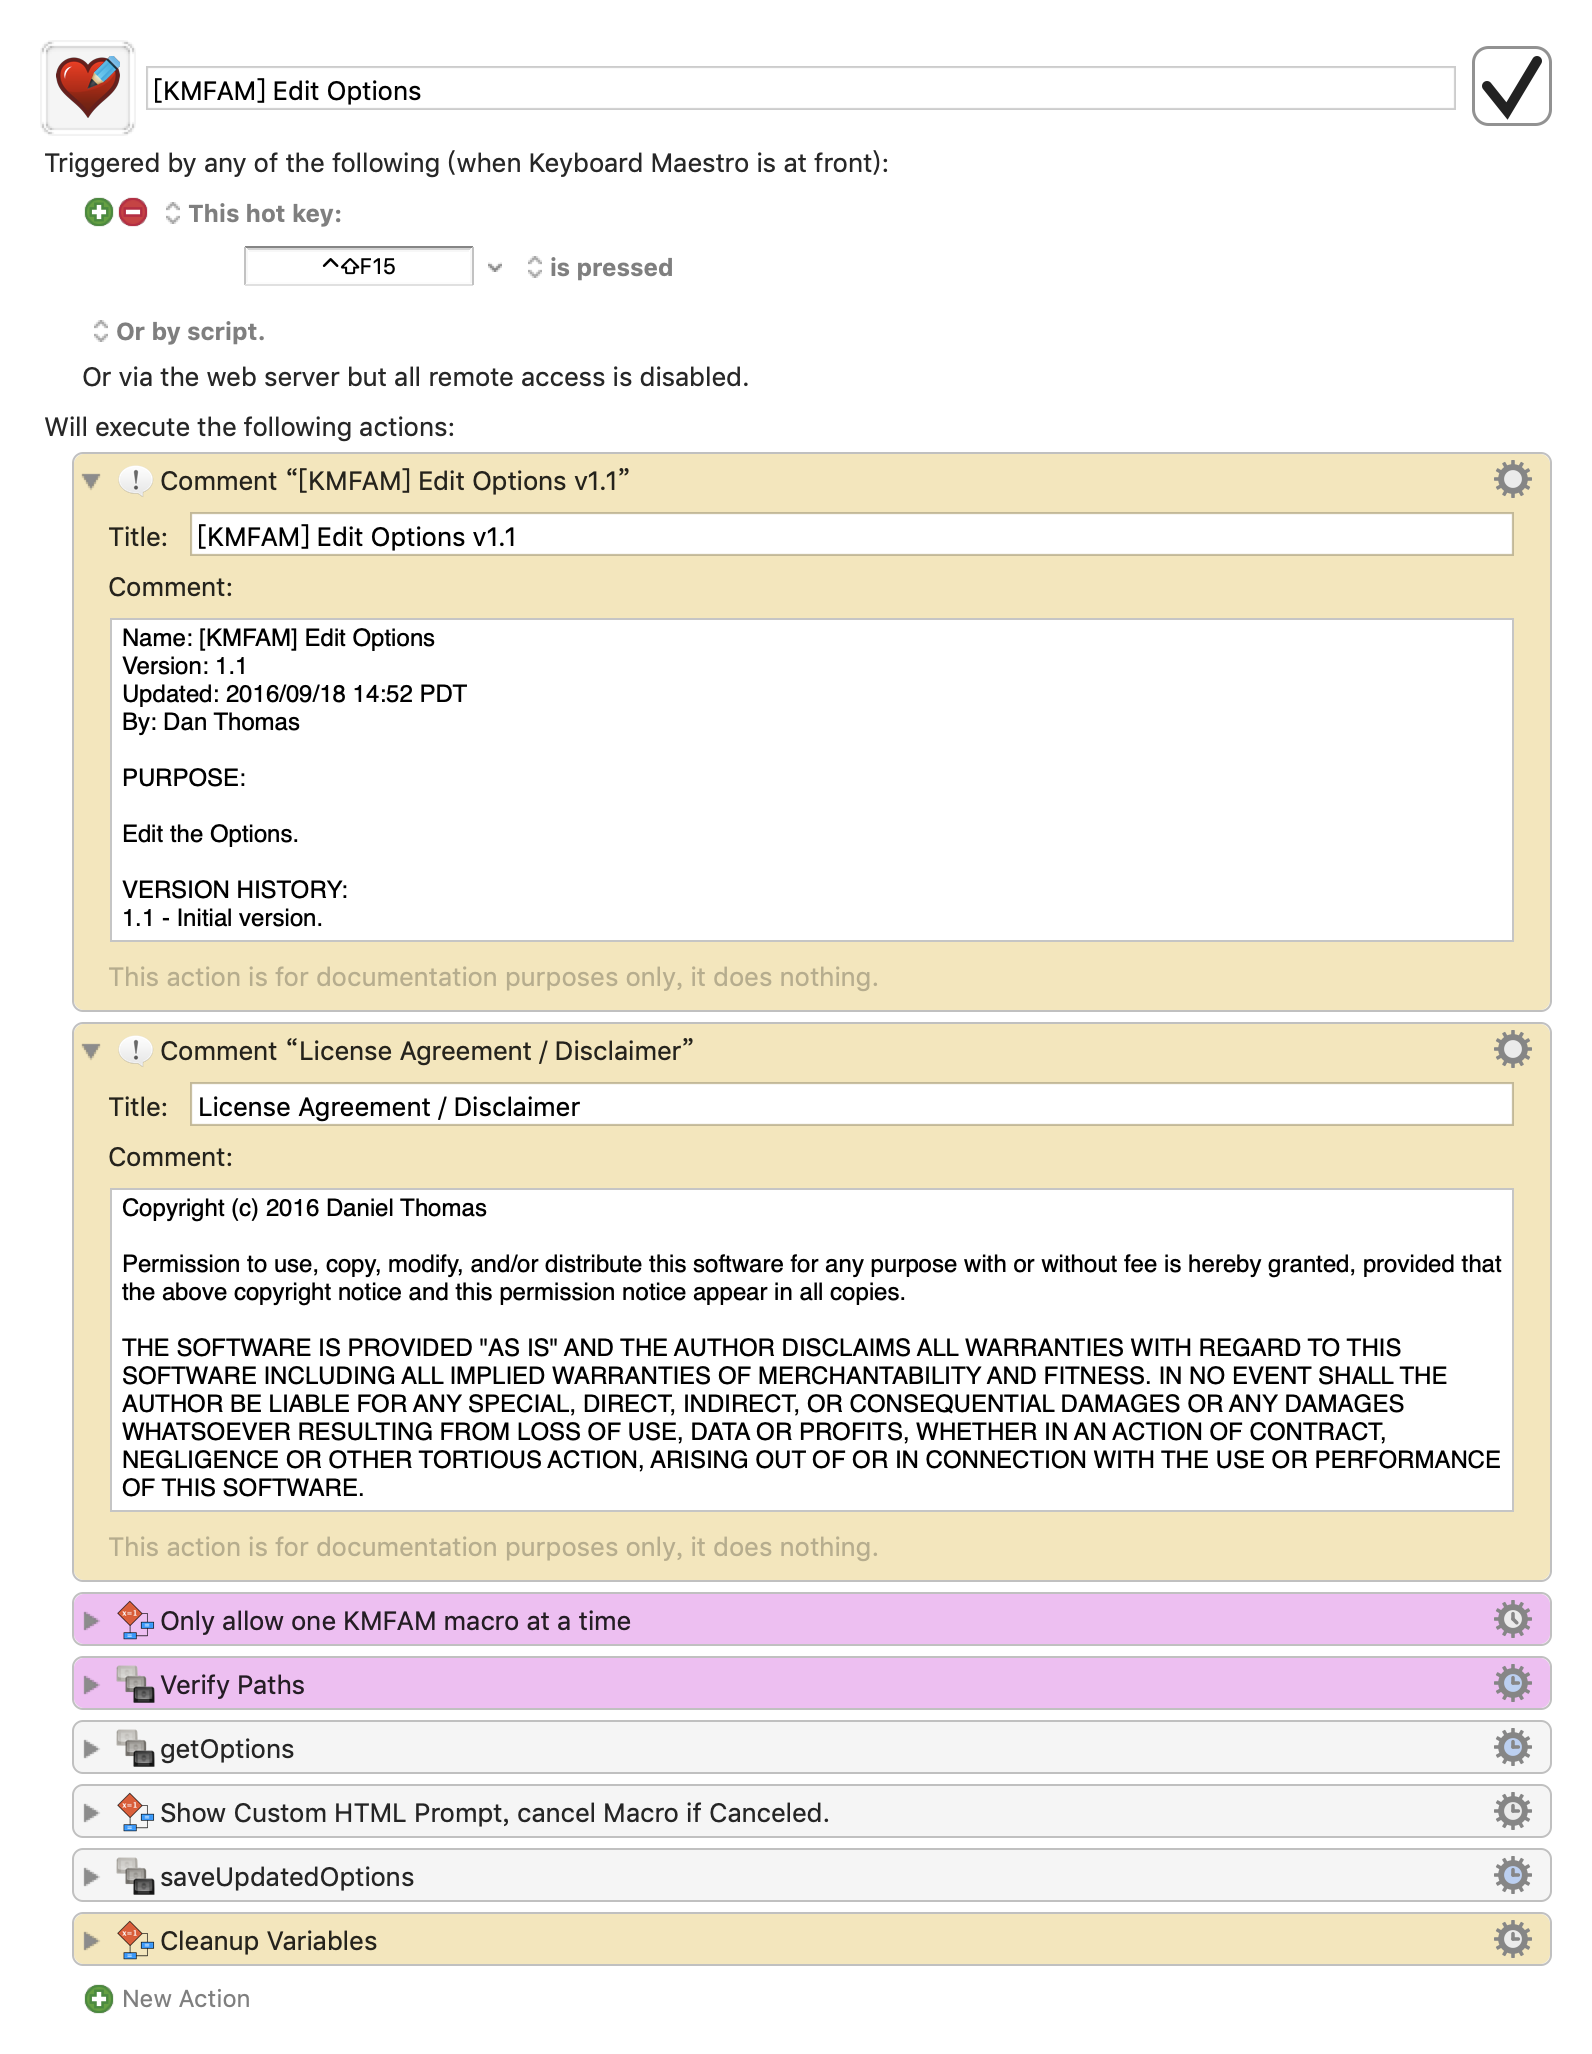 [KMFAM] Edit Options
Triggered by any of the following (when Keyboard Maestro is at front):
This hot key:
^⇧F15
is pressed
Or by script.
Or via the web server but all remote access is disabled.
Will execute the following actions:
Comment “[KMFAM] Edit Options v1.1”
Title: [KMFAM] Edit Options v1.1
Comment:
Name: [KMFAM] Edit Options
Version: 1.1
Updated: 2016/09/18 14:52 PDT
By: Dan Thomas
PURPOSE:
Edit the Options.
VERSION HISTORY:
1.1 - Initial version.
This action is for documentation purposes only, it does nothing.
Comment “License Agreement / Disclaimer”
Title: License Agreement / Disclaimer
Comment:
Copyright (c) 2016 Daniel Thomas
Permission to use, copy, modify, and/or distribute this software for any purpose with or without fee is hereby granted, provided that
the above copyright notice and this permission notice appear in all copies.
THE SOFTWARE IS PROVIDED "AS IS" AND THE AUTHOR DISCLAIMS ALL WARRANTIES WITH REGARD TO THIS
SOFTWARE INCLUDING ALL IMPLIED WARRANTIES OF MERCHANTABILITY AND FITNESS. IN NO EVENT SHALL THE
AUTHOR BE LIABLE FOR ANY SPECIAL, DIRECT, INDIRECT, OR CONSEQUENTIAL DAMAGES OR ANY DAMAGES
WHATSOEVER RESULTING FROM LOSS OF USE, DATA OR PROFITS, WHETHER IN AN ACTION OF CONTRACT,
NEGLIGENCE OR OTHER TORTIOUS ACTION, ARISING OUT OF OR IN CONNECTION WITH THE USE OR PERFORMANCE
OF THIS SOFTWARE.
This action is for documentation purposes only, it does nothing.
Only allow one KMFAM macro at a time
Verify Paths
getOptions
Show Custom HTML Prompt, cancel Macro if Canceled.
saveUpdatedOptions
Cleanup Variables
New Action